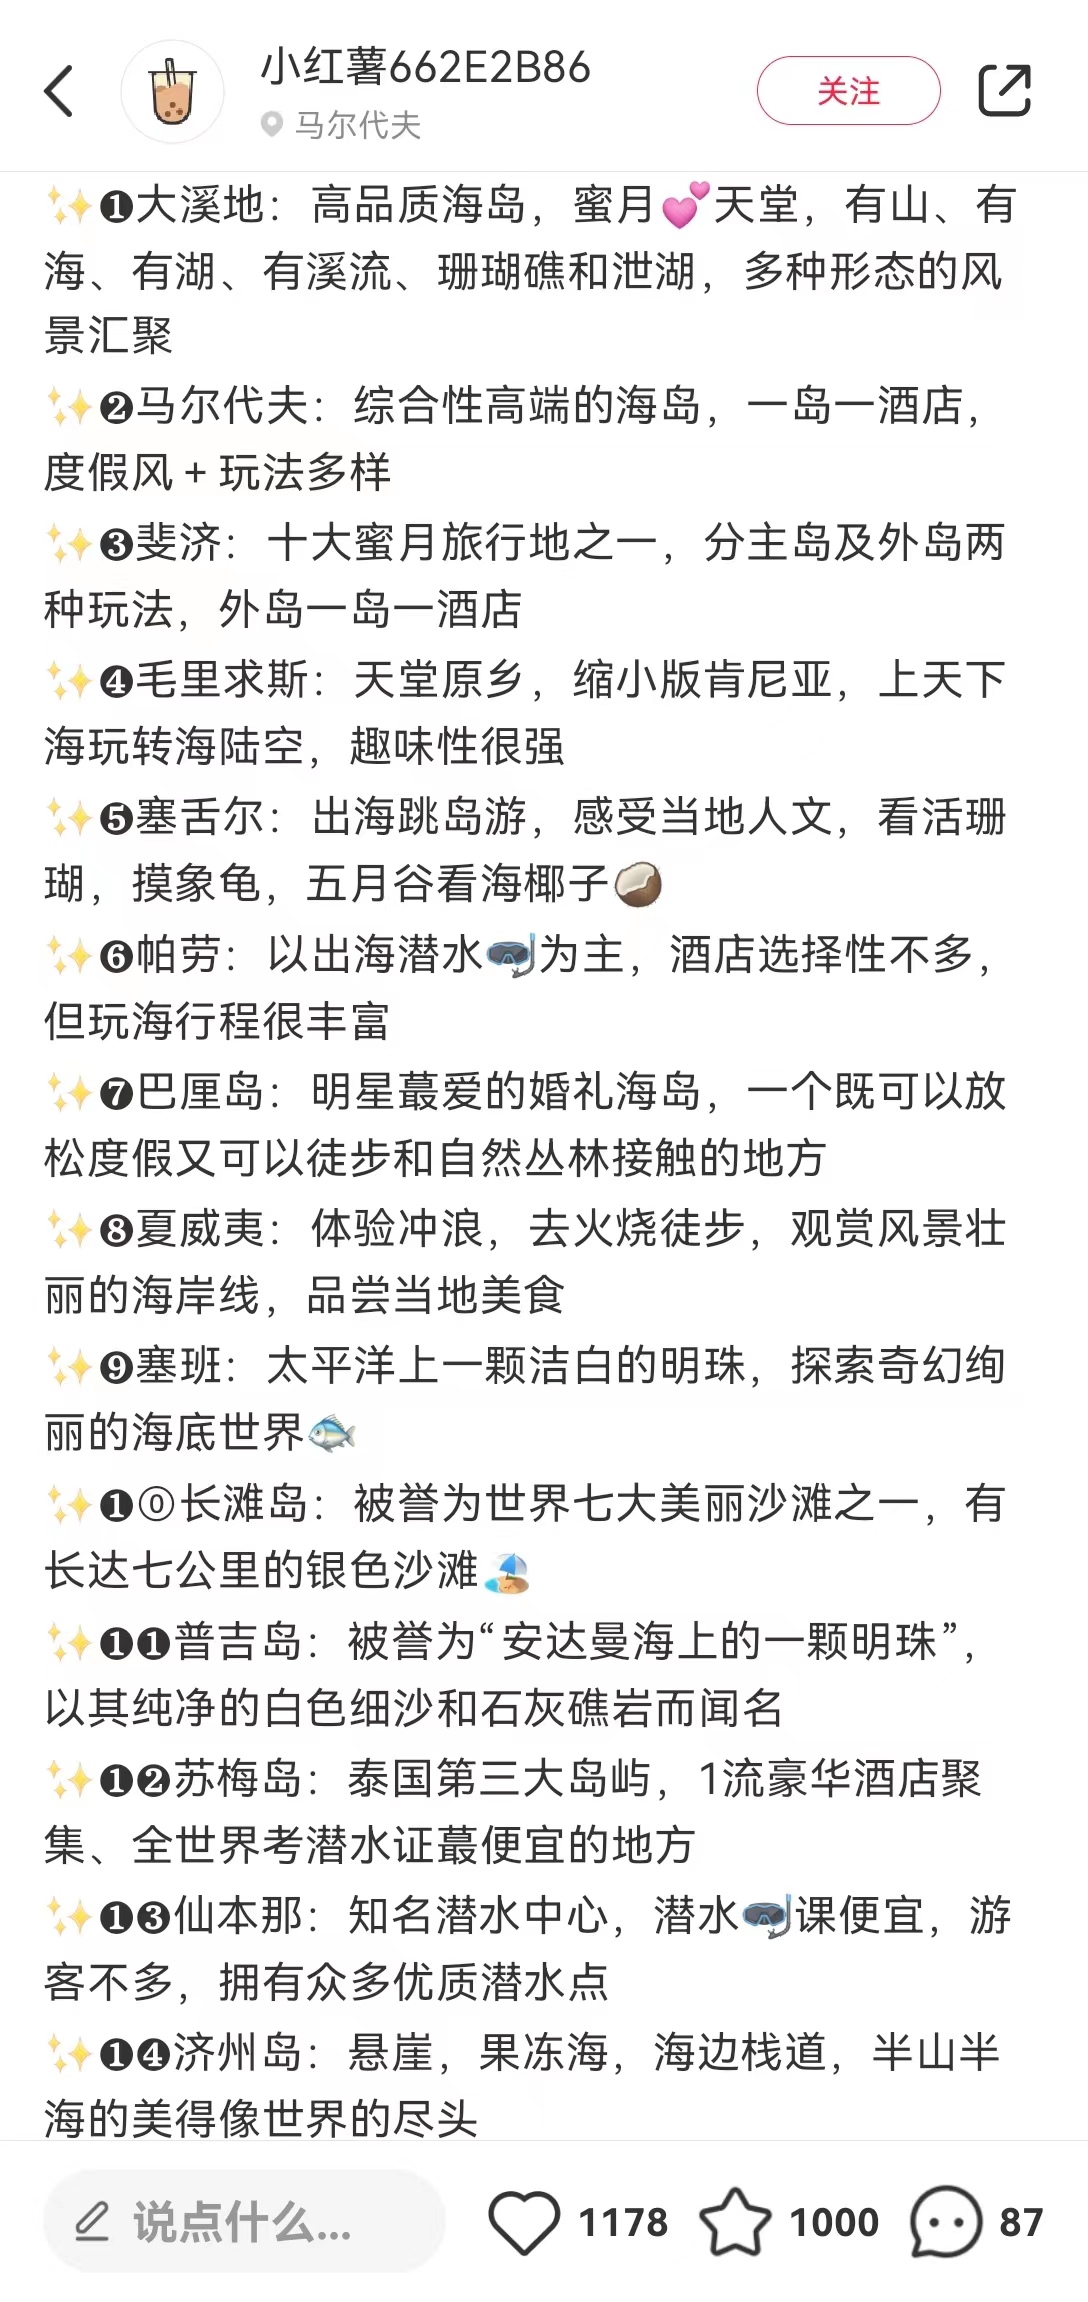 小红薯662E2B86
马尔代夫
关注
✨❶大溪地：高品质海岛，蜜月💕天堂，有山、有
海、有湖、有溪流、珊瑚礁和泄湖，多种形态的风
景汇聚
✨❷马尔代夫：综合性高端的海岛，一岛一酒店，
度假风 + 玩法多样
✨❸斐济：十大蜜月旅行地之一，分主岛及外岛两
种玩法，外岛一岛一酒店
✨❹毛里求斯：天堂原乡，缩小版肯尼亚，上天下
海玩转海陆空，趣味性很强
✨❺塞舌尔：出海跳岛游，感受当地人文，看活珊
瑚，摸象龟，五月谷看海椰子🥥
✨❻帕劳：以出海潜水🤿为主，酒店选择性不多，
但玩海行程很丰富
✨❼巴厘岛：明星蕞爱的婚礼海岛，一个既可以放
松度假又可以徒步和自然丛林接触的地方
✨❽夏威夷：体验冲浪，去火烧徒步，观赏风景壮
丽的海岸线，品尝当地美食
✨❾塞班：太平洋上一颗洁白的明珠，探索奇幻绚
丽的海底世界🐟
✨❶⓪长滩岛：被誉为世界七大美丽沙滩之一，有
长达七公里的银色沙滩🏖
✨❶❶普吉岛：被誉为“安达曼海上的一颗明珠”，
以其纯净的白色细沙和石灰礁岩而闻名
✨❶❷苏梅岛：泰国第三大岛屿，1流豪华酒店聚
集、全世界考潜水证蕞便宜的地方
✨❶❸仙本那：知名潜水中心，潜水🤿课便宜，游
客不多，拥有众多优质潜水点
✨❶❹济州岛：悬崖，果冻海，海边栈道，半山半
海的美得像世界的尽头
说点什么...
1178
1000
87